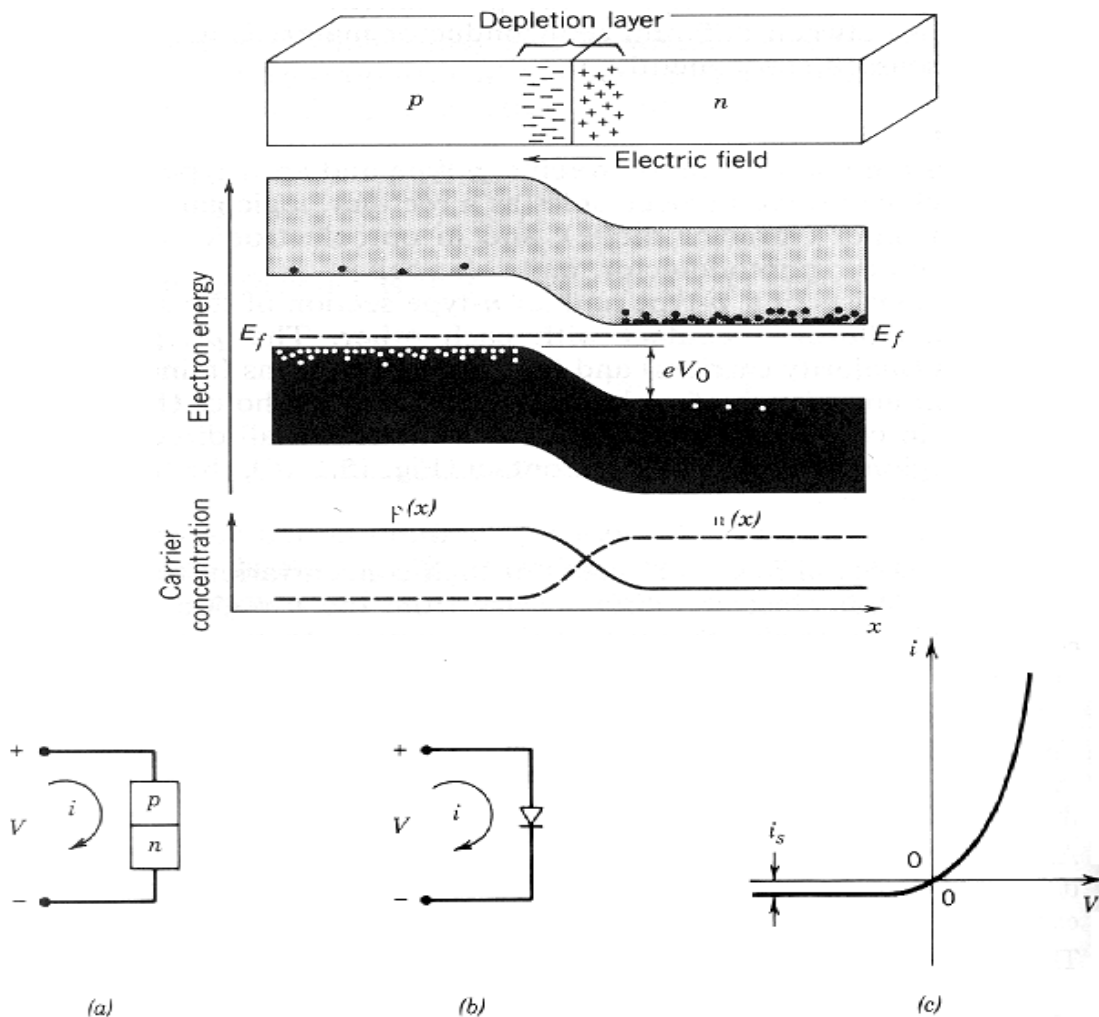 Depletion layer
p
n
Electric field
Electron energy
E_f
E_f
eV_0
Carrier concentration
p(x)
n(x)
x
+
V
i
p
n
−
(a)
+
V
i
−
(b)
i
i_s
0
0
V
(c)